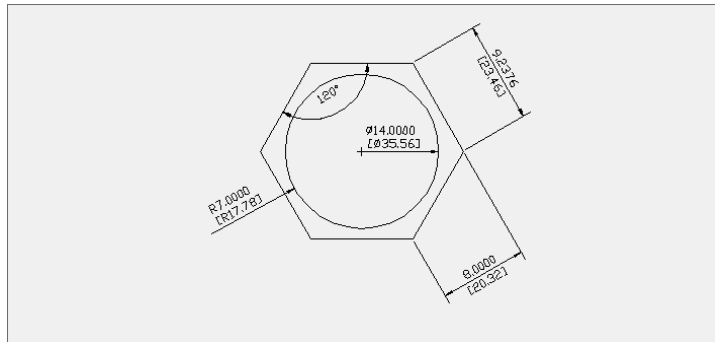 9.2376
[23.46]
120°
Ø14.0000
[Ø35.56]
R7.0000
[R17.78]
8.0000
[20.32]